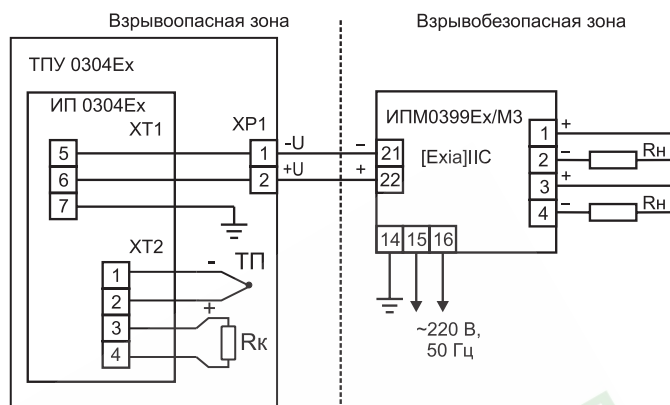 Взрывоопасная зона
Взрывобезопасная зона
ТПУ 0304Ех
ИП 0304Ех
ХТ1
ХР1
5
6
7
1
2
-U
+U
–
+
21
22
ИПМ0399Ех/М3
[Exia]IIC
1
2
3
4
+
–
+
–
Rн
Rн
14
15
16
~220 В,
50 Гц
ХТ2
1
2
3
4
-
+
ТП
Rк